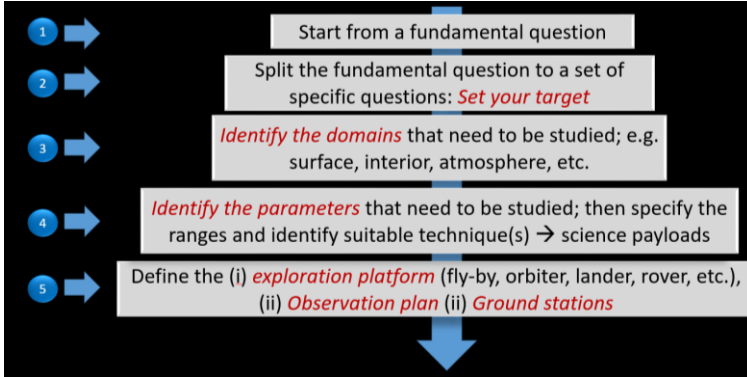 1
Start from a fundamental question
2
Split the fundamental question to a set of
specific questions: Set your target
3
Identify the domains that need to be studied; e.g.
surface, interior, atmosphere, etc.
4
Identify the parameters that need to be studied; then specify the
ranges and identify suitable technique(s) → science payloads
5
Define the (i) exploration platform (fly-by, orbiter, lander, rover, etc.),
(ii) Observation plan (ii) Ground stations